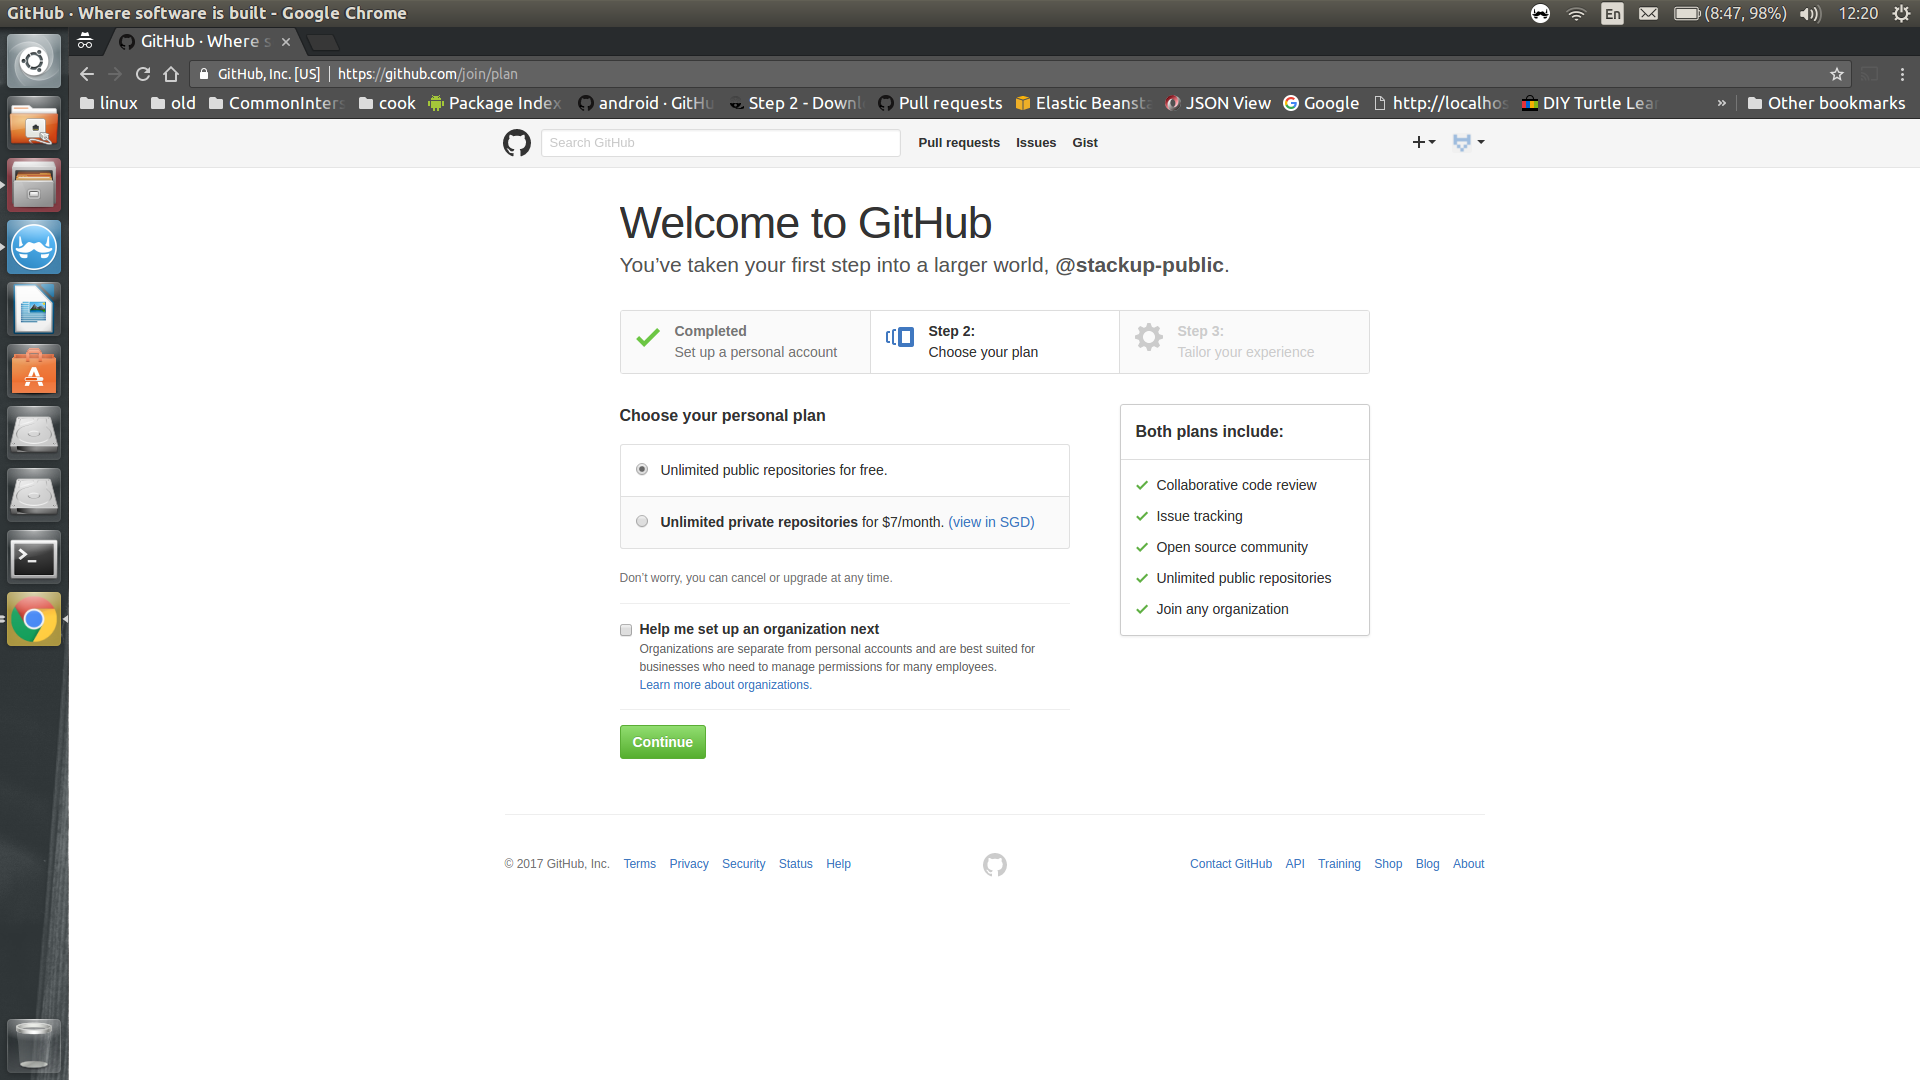 GitHub · Where software is built - Google Chrome
En
(8:47, 98%)
12:20
GitHub · Where s
GitHub, Inc. [US]
https://github.com/join/plan
linux
old
CommonInters
cook
Package Index
android · GitHu
Step 2 - Downl
Pull requests
Elastic Beansta
JSON View
Google
http://localhos
DIY Turtle Lear
»
Other bookmarks
Search GitHub
Pull requests
Issues
Gist
Welcome to GitHub
You’ve taken your first step into a larger world, @stackup-public.
Completed
Set up a personal account
Step 2:
Choose your plan
Step 3:
Tailor your experience
Choose your personal plan
Unlimited public repositories for free.
Unlimited private repositories for $7/month. (view in SGD)
Don’t worry, you can cancel or upgrade at any time.
Help me set up an organization next
Organizations are separate from personal accounts and are best suited for
businesses who need to manage permissions for many employees.
Learn more about organizations.
Continue
Both plans include:
Collaborative code review
Issue tracking
Open source community
Unlimited public repositories
Join any organization
© 2017 GitHub, Inc.
Terms
Privacy
Security
Status
Help
Contact GitHub
API
Training
Shop
Blog
About